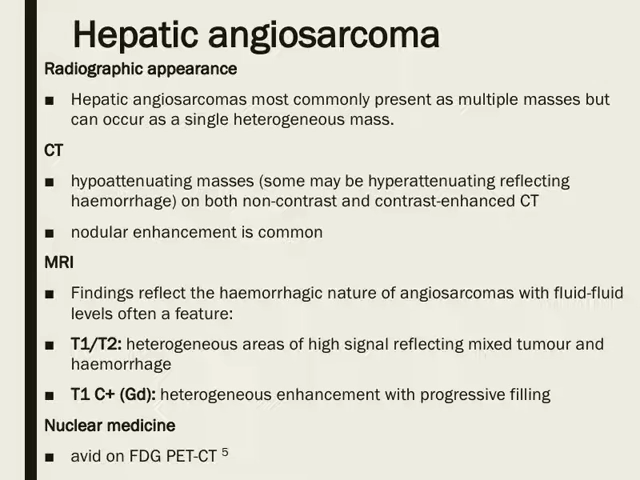 Hepatic angiosarcoma
Radiographic appearance
■ Hepatic angiosarcomas most commonly present as multiple masses but
can occur as a single heterogeneous mass.
CT
■ hypoattenuating masses (some may be hyperattenuating reflecting
haemorrhage) on both non-contrast and contrast-enhanced CT
■ nodular enhancement is common
MRI
■ Findings reflect the haemorrhagic nature of angiosarcomas with fluid-fluid
levels often a feature:
■ T1/T2: heterogeneous areas of high signal reflecting mixed tumour and
haemorrhage
■ T1 C+ (Gd): heterogeneous enhancement with progressive filling
Nuclear medicine
■ avid on FDG PET-CT 5